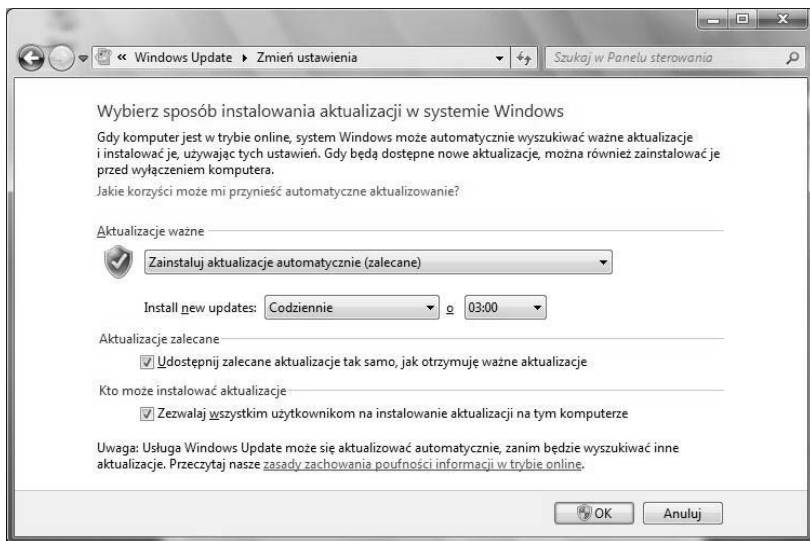 « Windows Update ▸ Zmień ustawienia
Szukaj w Panelu sterowania
Wybierz sposób instalowania aktualizacji w systemie Windows
Gdy komputer jest w trybie online, system Windows może automatycznie wyszukiwać ważne aktualizacje
i instalować je, używając tych ustawień. Gdy będą dostępne nowe aktualizacje, można również zainstalować je
przed wyłączeniem komputera.
Jakie korzyści może mi przynieść automatyczne aktualizowanie?
Aktualizacje ważne
Zainstaluj aktualizacje automatycznie (zalecane)
Install new updates: Codziennie o 03:00
Aktualizacje zalecane
Udostępnij zalecane aktualizacje tak samo, jak otrzymuję ważne aktualizacje
Kto może instalować aktualizacje
Zezwalaj wszystkim użytkownikom na instalowanie aktualizacji na tym komputerze
Uwaga: Usługa Windows Update może się aktualizować automatycznie, zanim będzie wyszukiwać inne
aktualizacje. Przeczytaj nasze zasady zachowania poufności informacji w trybie online.
OK Anuluj